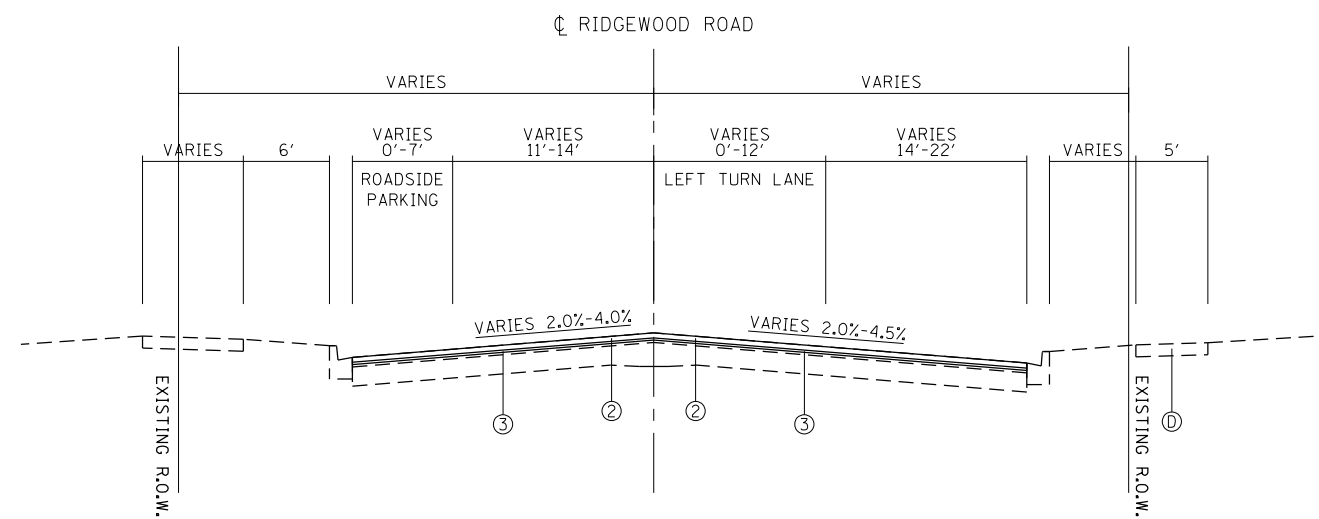 ℄ RIDGEWOOD ROAD
VARIES
VARIES
VARIES
6'
VARIES
0'-7'
VARIES
11'-14'
VARIES
0'-12'
VARIES
14'-22'
VARIES
5'
ROADSIDE
PARKING
LEFT TURN LANE
VARIES 2.0%-4.0%
VARIES 2.0%-4.5%
3
2
2
3
D
EXISTING R.O.W.
EXISTING R.O.W.